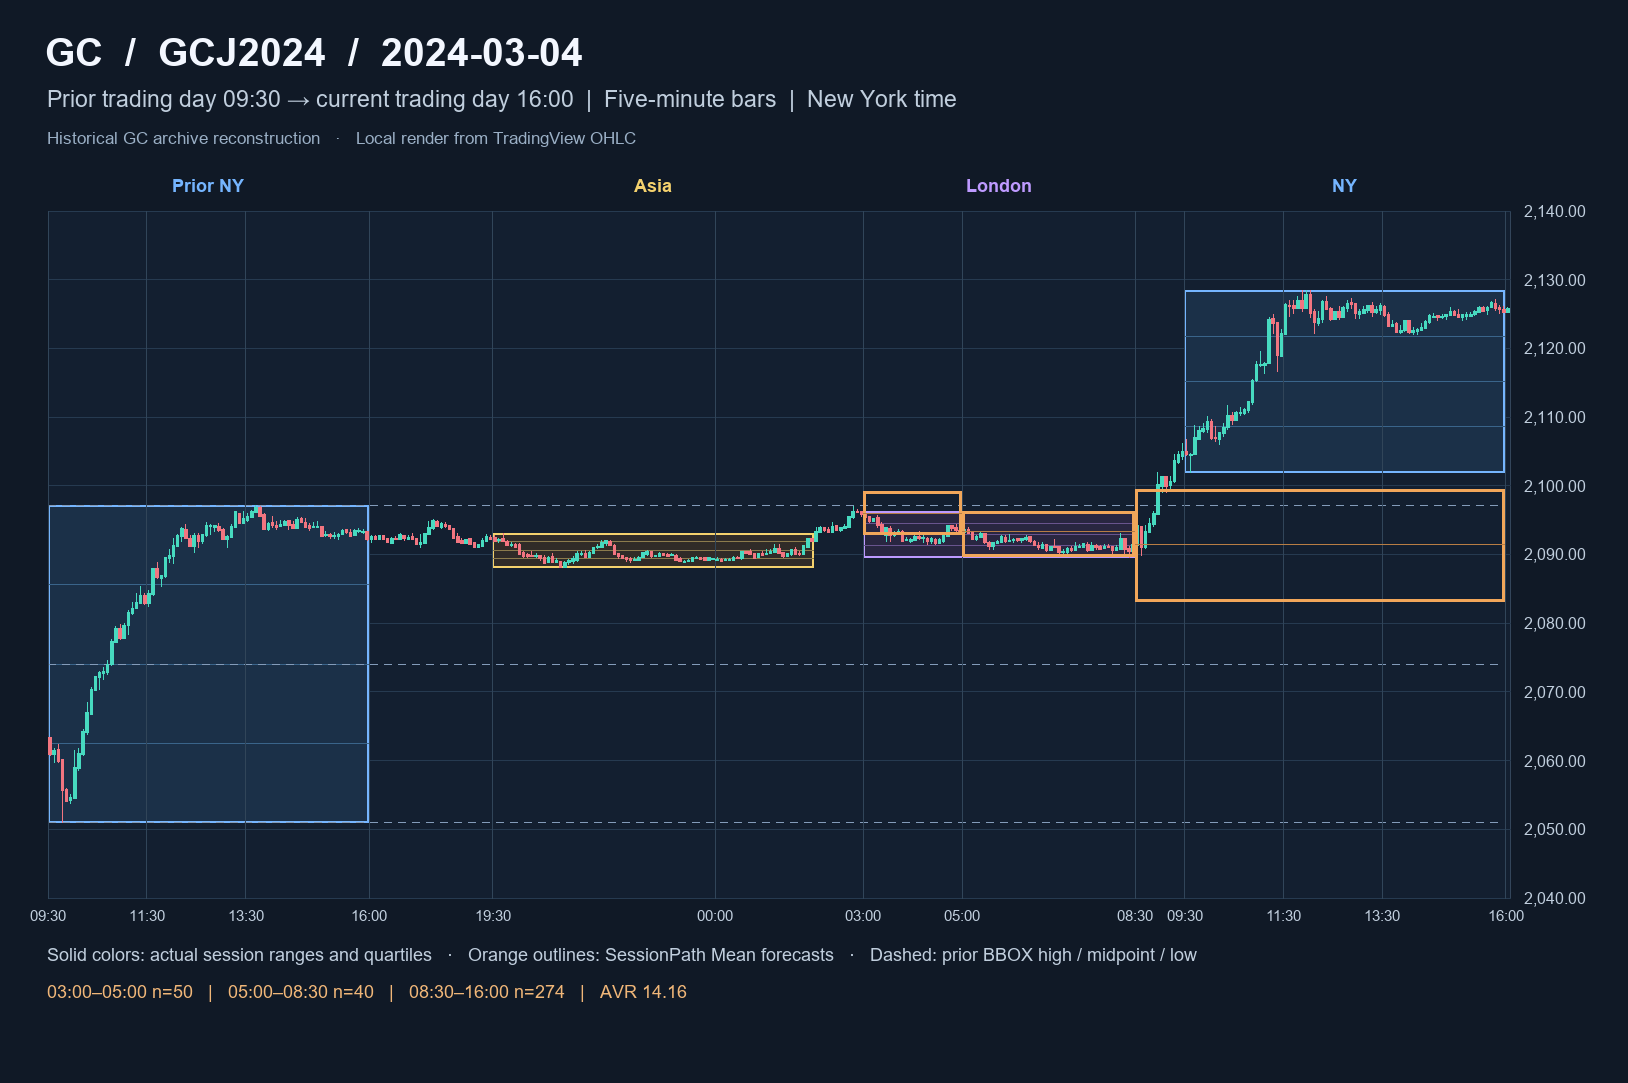 GC / GCJ2024 / 2024-03-04
Prior trading day 09:30 → current trading day 16:00 | Five-minute bars | New York time
Historical GC archive reconstruction · Local render from TradingView OHLC
Prior NY Asia London NY
2,140.00
2,130.00
2,120.00
2,110.00
2,100.00
2,090.00
2,080.00
2,070.00
2,060.00
2,050.00
2,040.00
09:30 11:30 13:30 16:00 19:30 00:00 03:00 05:00 08:30 09:30 11:30 13:30 16:00
Solid colors: actual session ranges and quartiles · Orange outlines: SessionPath Mean forecasts · Dashed: prior BBOX high / midpoint / low
03:00–05:00 n=50 | 05:00–08:30 n=40 | 08:30–16:00 n=274 | AVR 14.16